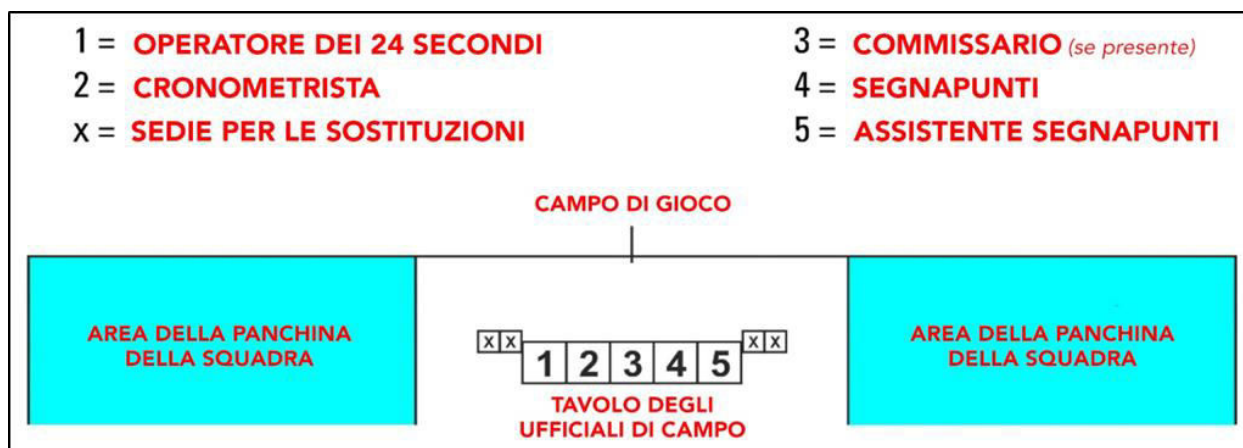 1 = OPERATORE DEI 24 SECONDI
2 = CRONOMETRISTA
x = SEDIE PER LE SOSTITUZIONI
3 = COMMISSARIO (se presente)
4 = SEGNAPUNTI
5 = ASSISTENTE SEGNAPUNTI
CAMPO DI GIOCO
AREA DELLA PANCHINA
DELLA SQUADRA
x x 1 2 3 4 5 x x
TAVOLO DEGLI
UFFICIALI DI CAMPO
AREA DELLA PANCHINA
DELLA SQUADRA